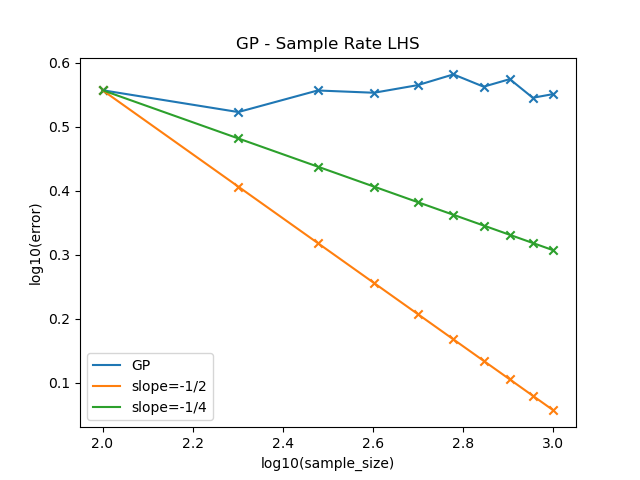 GP - Sample Rate LHS
log10(error)
0.6
0.5
0.4
0.3
0.2
0.1
GP
slope=-1/2
slope=-1/4
2.0 2.2 2.4 2.6 2.8 3.0
log10(sample_size)